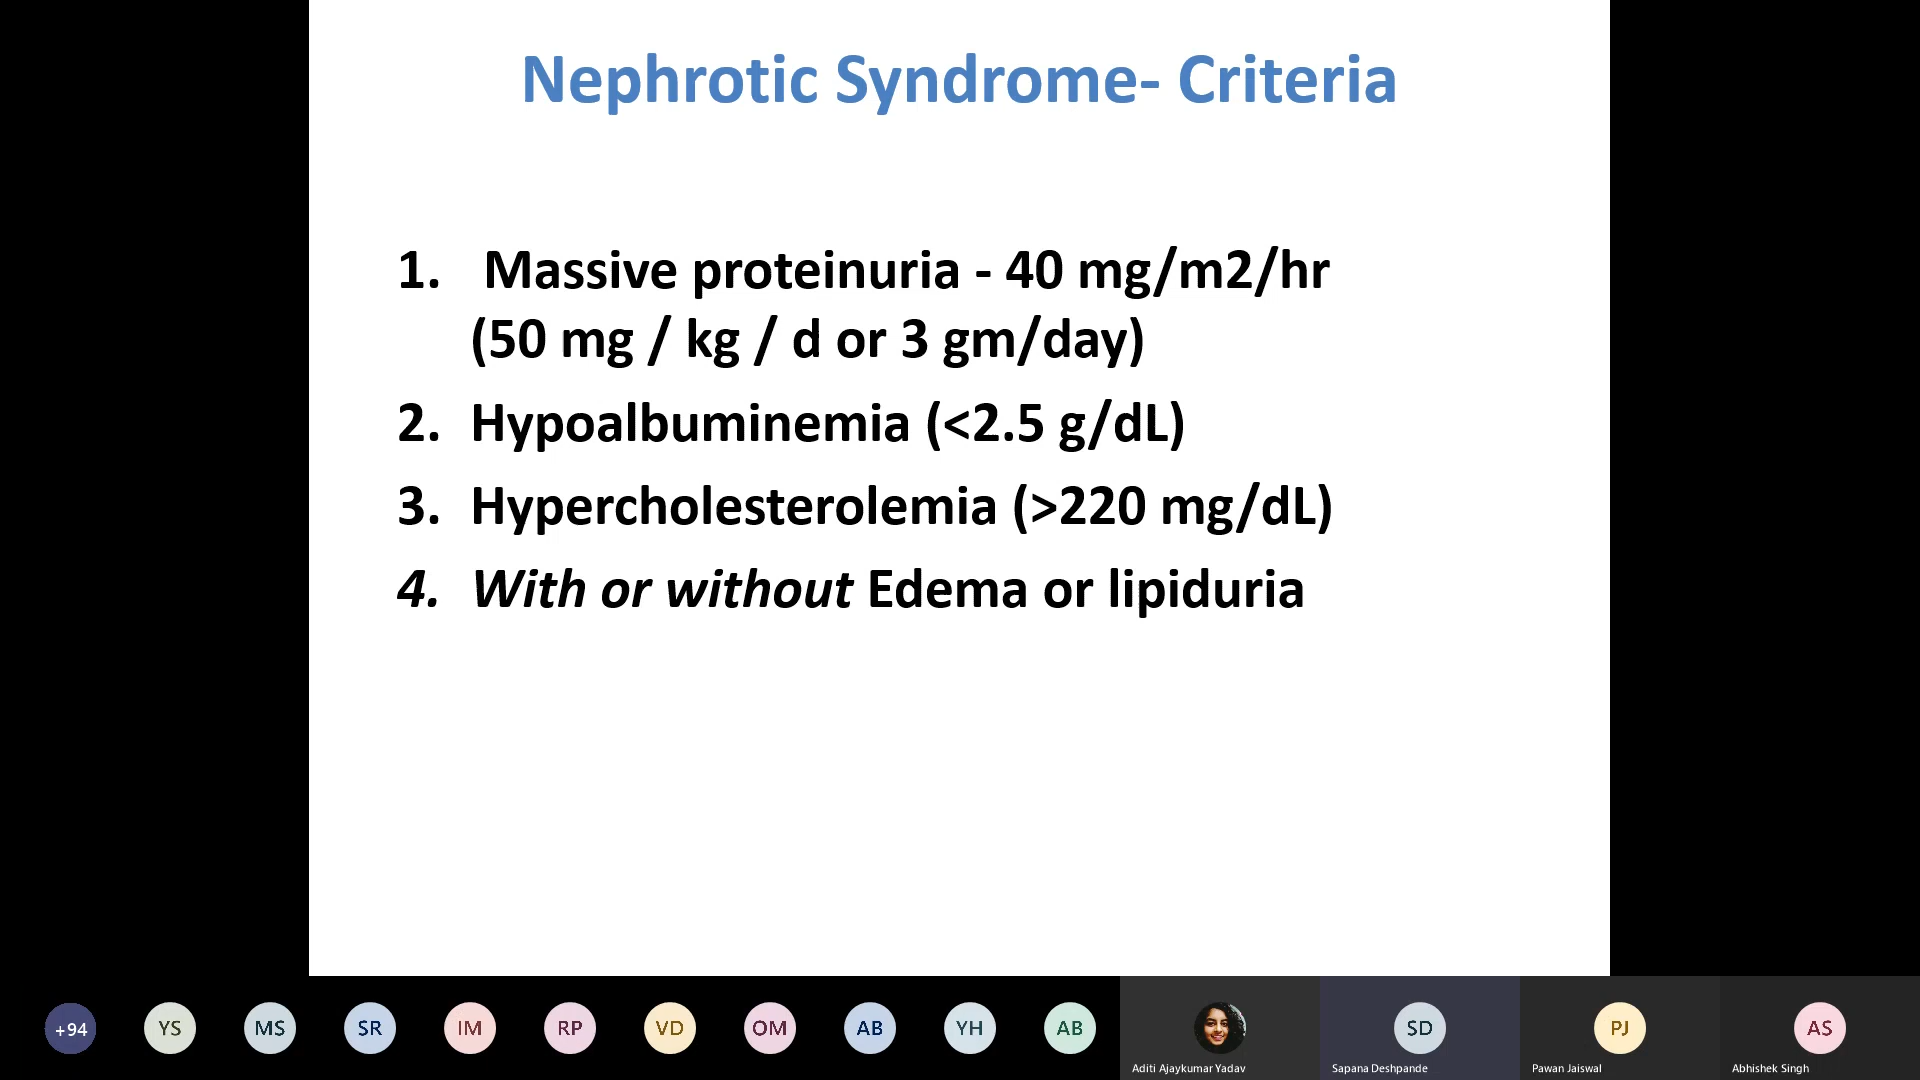 Nephrotic Syndrome- Criteria
1. Massive proteinuria - 40 mg/m2/hr
(50 mg / kg / d or 3 gm/day)
2. Hypoalbuminemia (<2.5 g/dL)
3. Hypercholesterolemia (>220 mg/dL)
4. With or without Edema or lipiduria
+94 YS MS SR IM RP VD OM AB YH AB SD PJ AS
Aditi Ajaykumar Yadav Sapana Deshpande Pawan Jaiswal Abhishek Singh